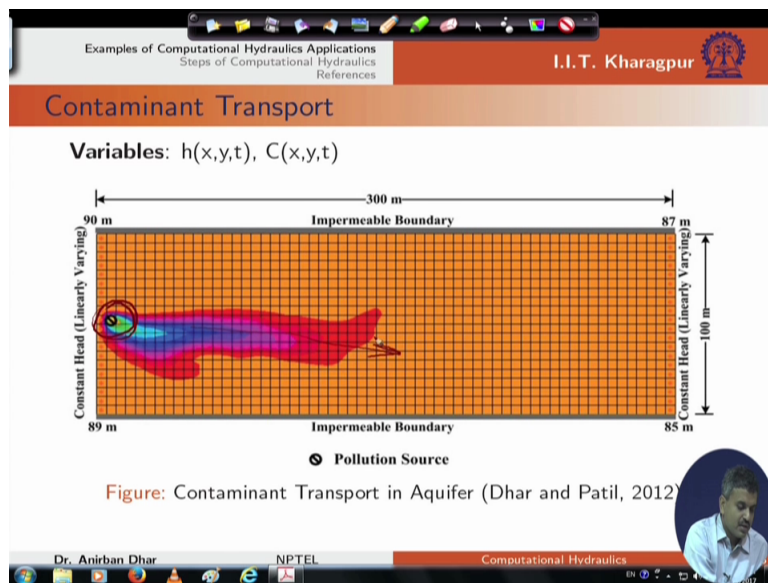 Examples of Computational Hydraulics Applications
Steps of Computational Hydraulics
References
I.I.T. Kharagpur
Contaminant Transport
Variables: h(x,y,t), C(x,y,t)
300 m
90 m
Impermeable Boundary
87 m
Constant Head (Linearly Varying)
Constant Head (Linearly Varying)
100 m
89 m
Impermeable Boundary
85 m
Pollution Source
Figure: Contaminant Transport in Aquifer (Dhar and Patil, 2012)
Dr. Anirban Dhar
NPTEL
Computational Hydraulics
EN
2017